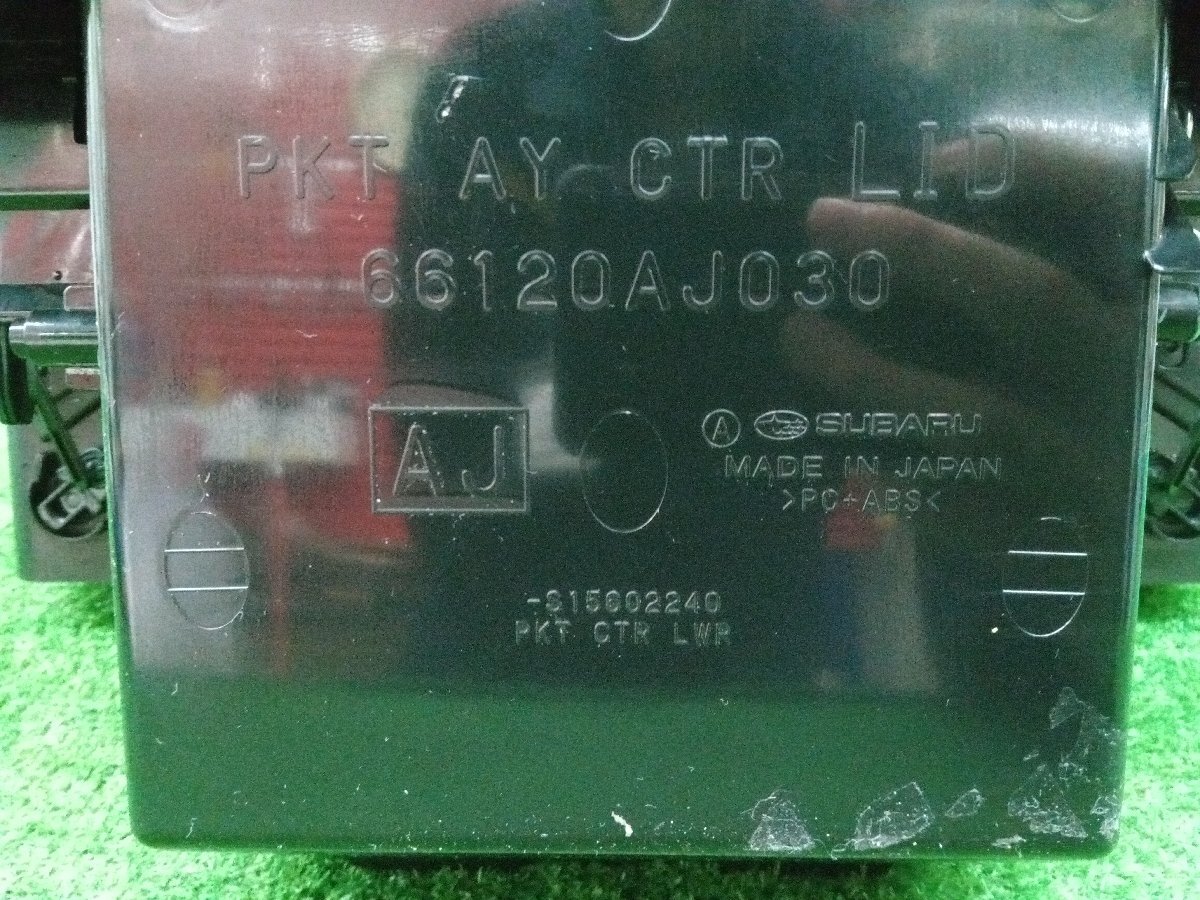 PKT AY CTR LID
66120AJ030
AJ
A SUBARU
MADE IN JAPAN
>PC+ABS<
-S15602240
PKT CTR LWR